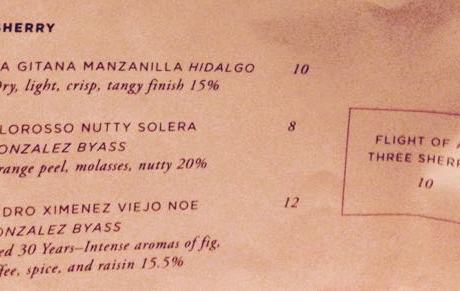 SHERRY
A GITANA MANZANILLA HIDALGO 10
Dry, light, crisp, tangy finish 15%
LOROSSO NUTTY SOLERA 8
ONZALEZ BYASS
range peel, molasses, nutty 20%
DRO XIMENEZ VIEJO NOE 12
ONZALEZ BYASS
ed 30 Years–Intense aromas of fig,
ffee, spice, and raisin 15.5%
FLIGHT OF A
THREE SHERR
10